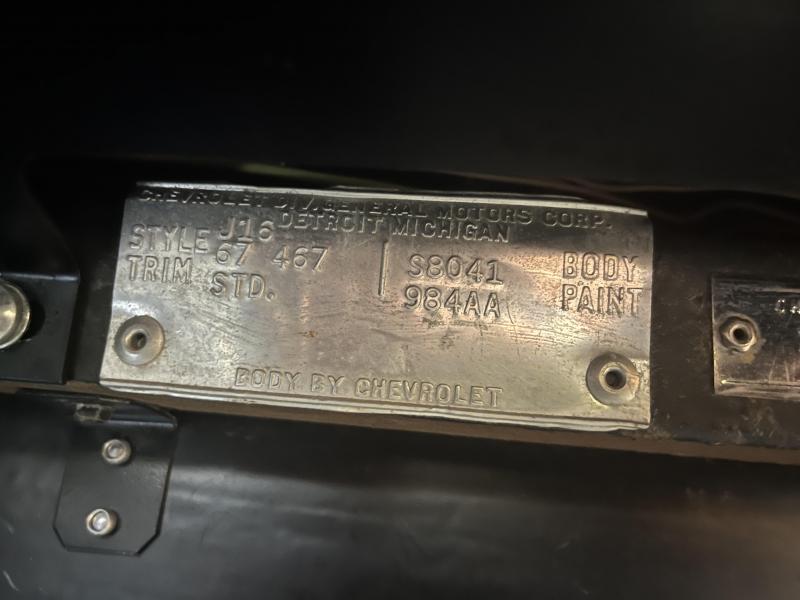 CHEVROLET DIV. GENERAL MOTORS CORP.
DETROIT MICHIGAN
J16
STYLE 67 467 S8041 BODY
TRIM STD. 984AA PAINT
BODY BY CHEVROLET